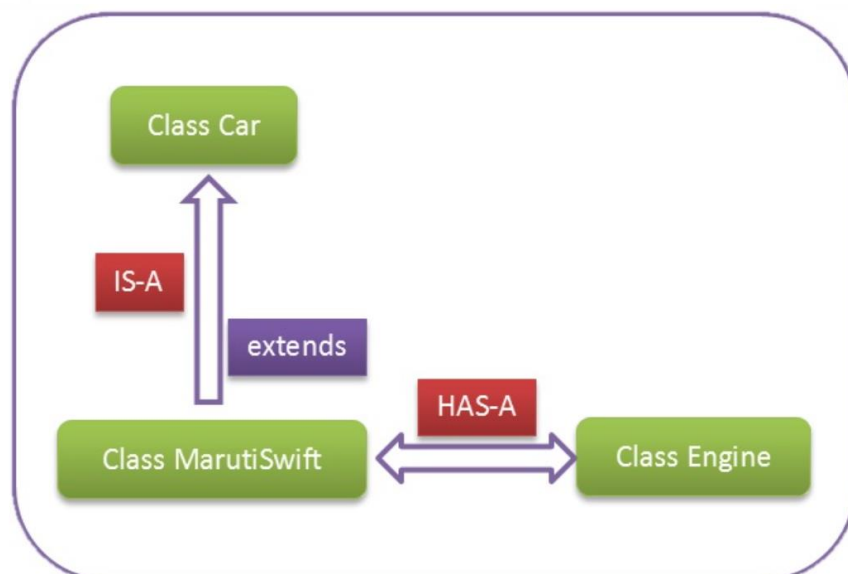 Class Car
IS-A
extends
HAS-A
Class MarutiSwift
Class Engine